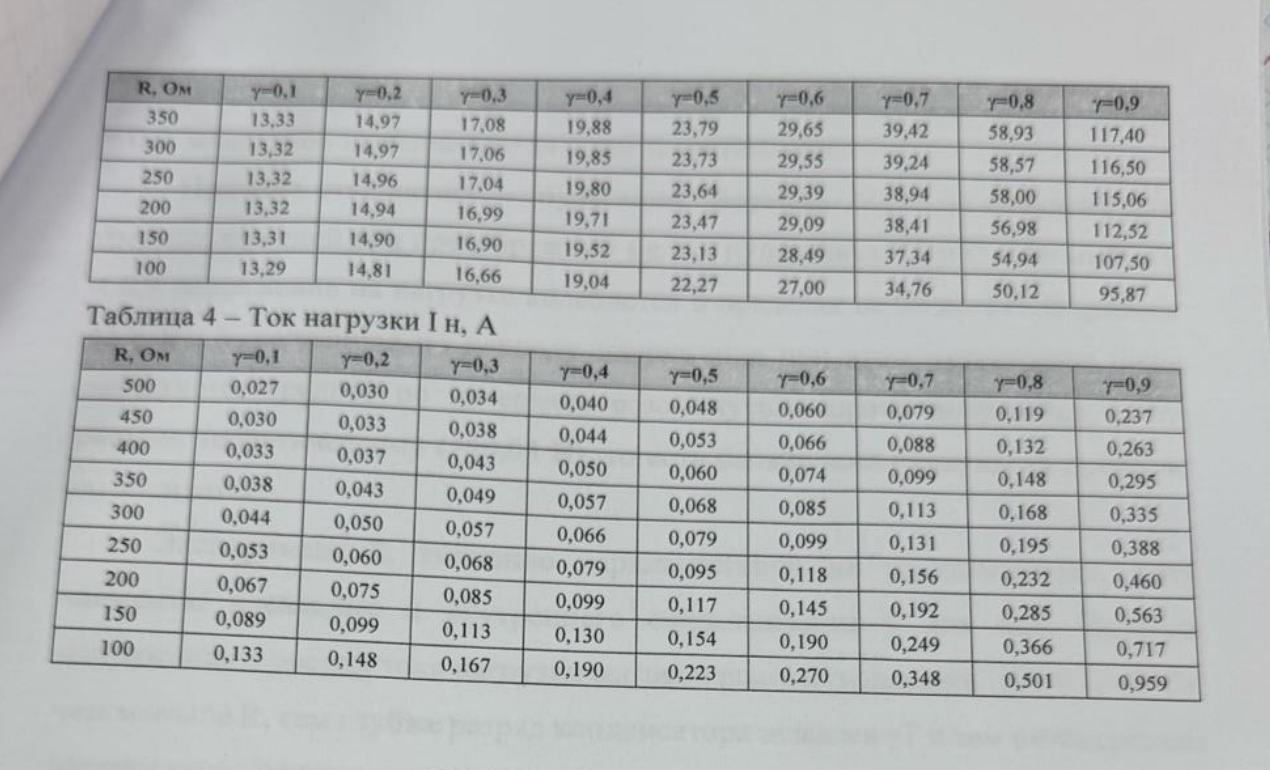 R, Ом γ=0,1 γ=0,2 γ=0,3 γ=0,4 γ=0,5 γ=0,6 γ=0,7 γ=0,8 γ=0,9
350 13,33 14,97 17,08 19,88 23,79 29,65 39,42 58,93 117,40
300 13,32 14,97 17,06 19,85 23,73 29,55 39,24 58,57 116,50
250 13,32 14,96 17,04 19,80 23,64 29,39 38,94 58,00 115,06
200 13,32 14,94 16,99 19,71 23,47 29,09 38,41 56,98 112,52
150 13,31 14,90 16,90 19,52 23,13 28,49 37,34 54,94 107,50
100 13,29 14,81 16,66 19,04 22,27 27,00 34,76 50,12 95,87
Таблица 4 – Ток нагрузки I н, А
R, Ом γ=0,1 γ=0,2 γ=0,3 γ=0,4 γ=0,5 γ=0,6 γ=0,7 γ=0,8 γ=0,9
500 0,027 0,030 0,034 0,040 0,048 0,060 0,079 0,119 0,237
450 0,030 0,033 0,038 0,044 0,053 0,066 0,088 0,132 0,263
400 0,033 0,037 0,043 0,050 0,060 0,074 0,099 0,148 0,295
350 0,038 0,043 0,049 0,057 0,068 0,085 0,113 0,168 0,335
300 0,044 0,050 0,057 0,066 0,079 0,099 0,131 0,195 0,388
250 0,053 0,060 0,068 0,079 0,095 0,118 0,156 0,232 0,460
200 0,067 0,075 0,085 0,099 0,117 0,145 0,192 0,285 0,563
150 0,089 0,099 0,113 0,130 0,154 0,190 0,249 0,366 0,717
100 0,133 0,148 0,167 0,190 0,223 0,270 0,348 0,501 0,959